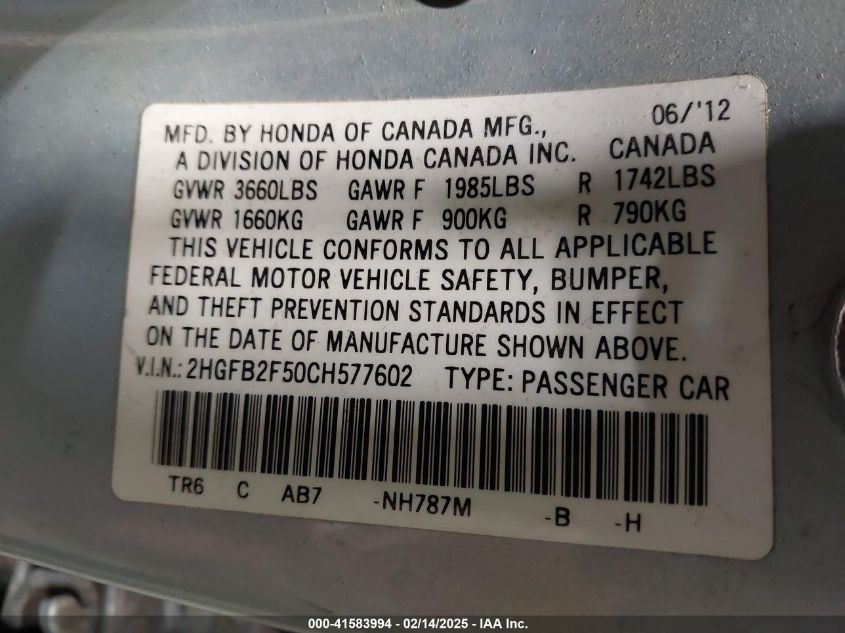 06/'12
MFD. BY HONDA OF CANADA MFG.,
A DIVISION OF HONDA CANADA INC. CANADA
GVWR 3660LBS GAWR F 1985LBS R 1742LBS
GVWR 1660KG GAWR F 900KG R 790KG
THIS VEHICLE CONFORMS TO ALL APPLICABLE
FEDERAL MOTOR VEHICLE SAFETY, BUMPER,
AND THEFT PREVENTION STANDARDS IN EFFECT
ON THE DATE OF MANUFACTURE SHOWN ABOVE.
V.I.N.: 2HGFB2F50CH577602 TYPE: PASSENGER CAR
TR6 C AB7 -NH787M -B -H
000-41583994 - 02/14/2025 - IAA Inc.